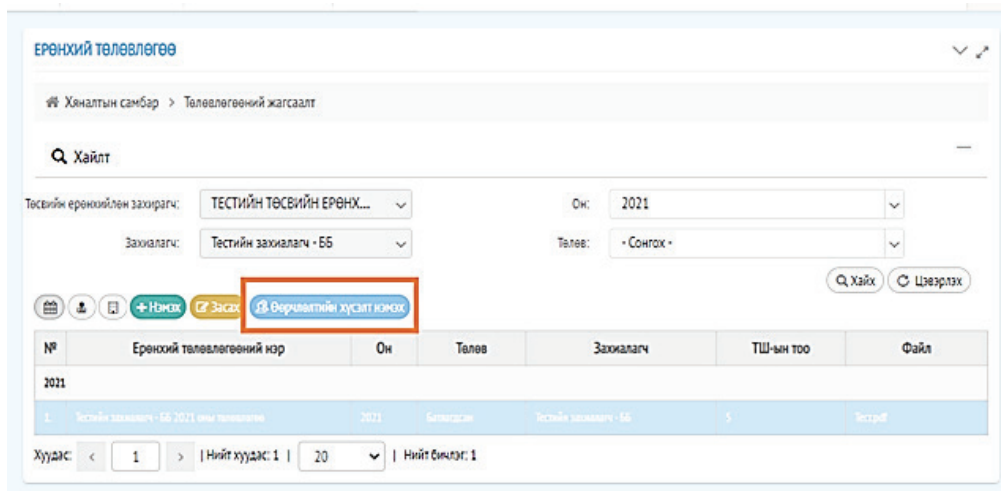 ЕРӨНХИЙ ТӨЛӨВЛӨГӨӨ
Хяналтын самбар > Төлөвлөгөөний жагсаалт
Хайлт
Төсвийн ерөнхийлөн захирагч: ТЕСТИЙН ТӨСВИЙН ЕРӨНХ... Он: 2021
Захиалагч: Тестийн захиалагч - ББ Төлөв: - Сонгох -
Хайх Цэвэрлэх
+ Нэмэх Засах Өөрчлөлтийн хүсэлт нэмэх
№ Ерөнхий төлөвлөгөөний нэр Он Төлөв Захиалагч ТШ-ын тоо Файл
2021
1. Тестийн захиалагч - ББ 2021 оны төлөвлөгөө 2021 Батлагдсан Тестийн захиалагч - ББ 5 Тест.pdf
Хуудас: < 1 > | Нийт хуудас: 1 | 20 | Нийт бичлэг: 1